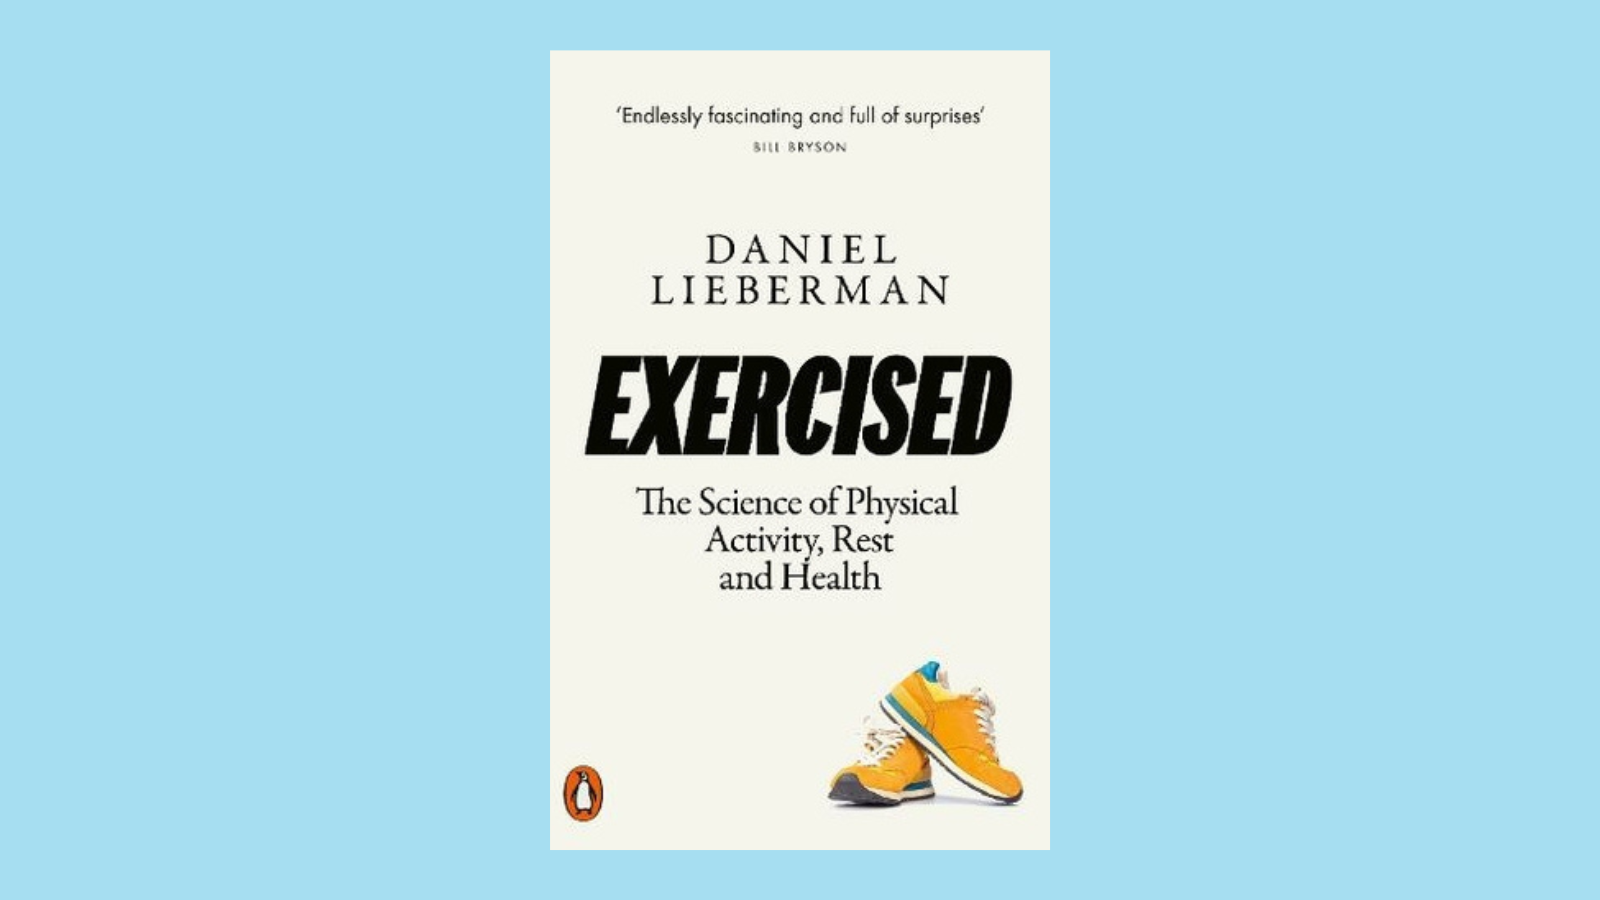 ‘Endlessly fascinating and full of surprises’
BILL BRYSON
DANIEL
LIEBERMAN
EXERCISED
The Science of Physical
Activity, Rest
and Health